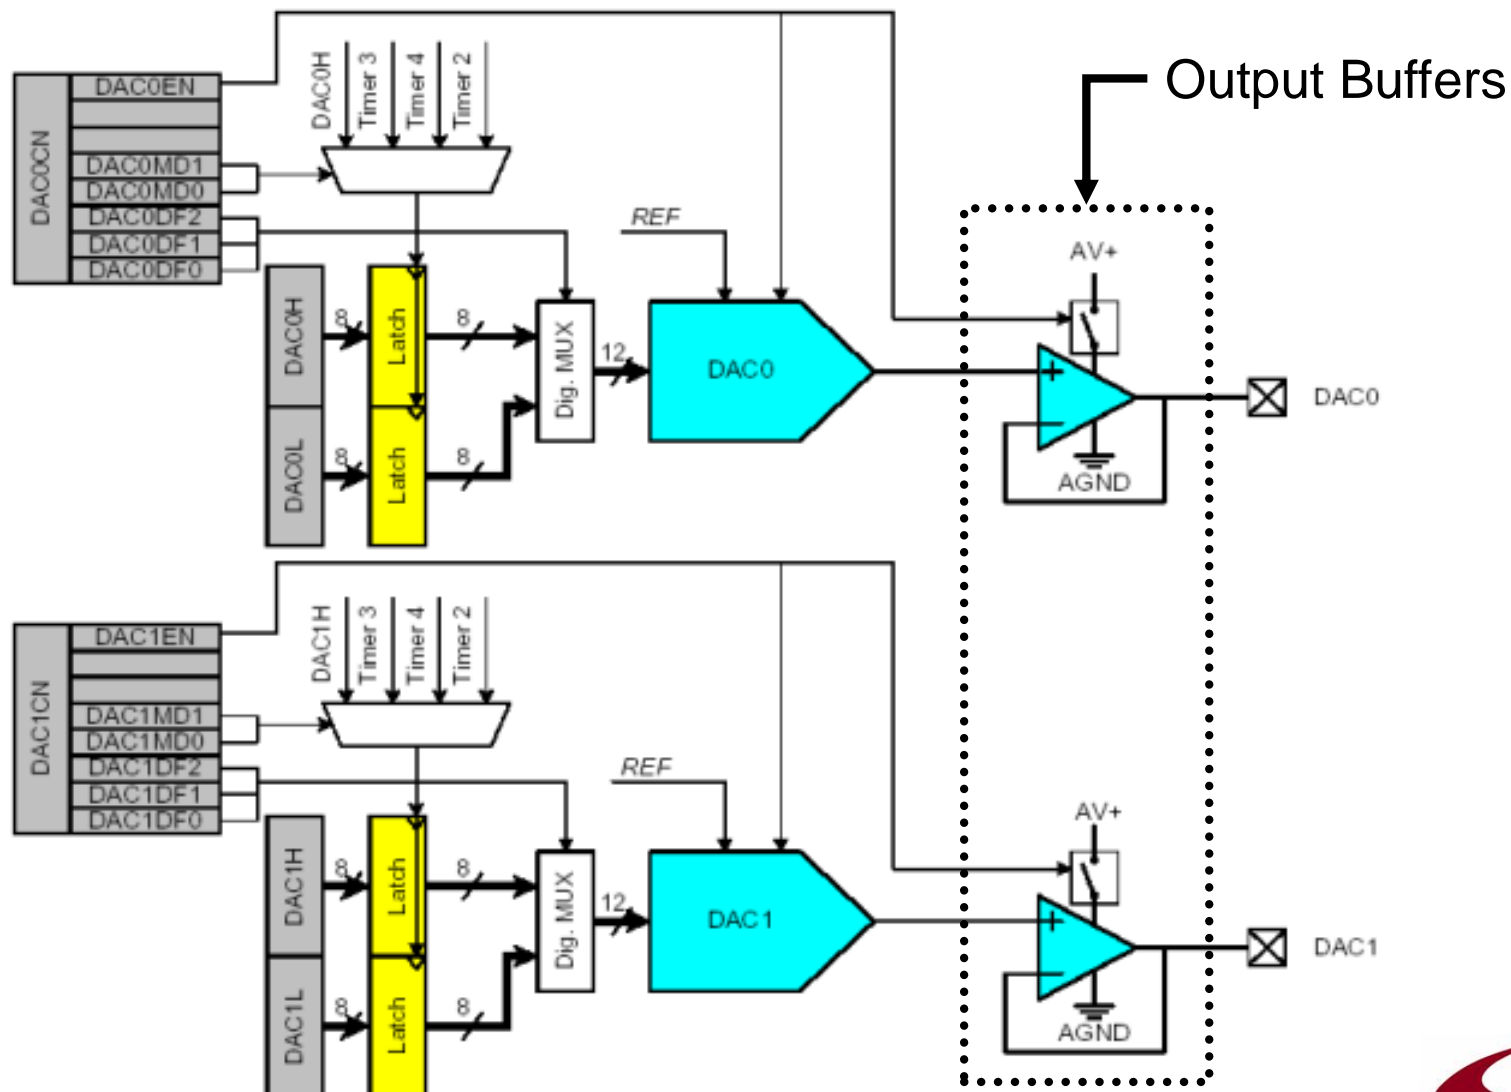 Output Buffers
DAC0CN
DAC0EN
DAC0MD1
DAC0MD0
DAC0DF2
DAC0DF1
DAC0DF0
DAC0H
Timer 3
Timer 4
Timer 2
REF
AV+
DAC0H
8
Latch
8
Dig. MUX
12
DAC0
+
DAC0
DAC0L
8
Latch
8
AGND
DAC1CN
DAC1EN
DAC1MD1
DAC1MD0
DAC1DF2
DAC1DF1
DAC1DF0
DAC1H
Timer 3
Timer 4
Timer 2
REF
AV+
DAC1H
8
Latch
8
Dig. MUX
12
DAC1
+
DAC1
DAC1L
8
Latch
8
AGND